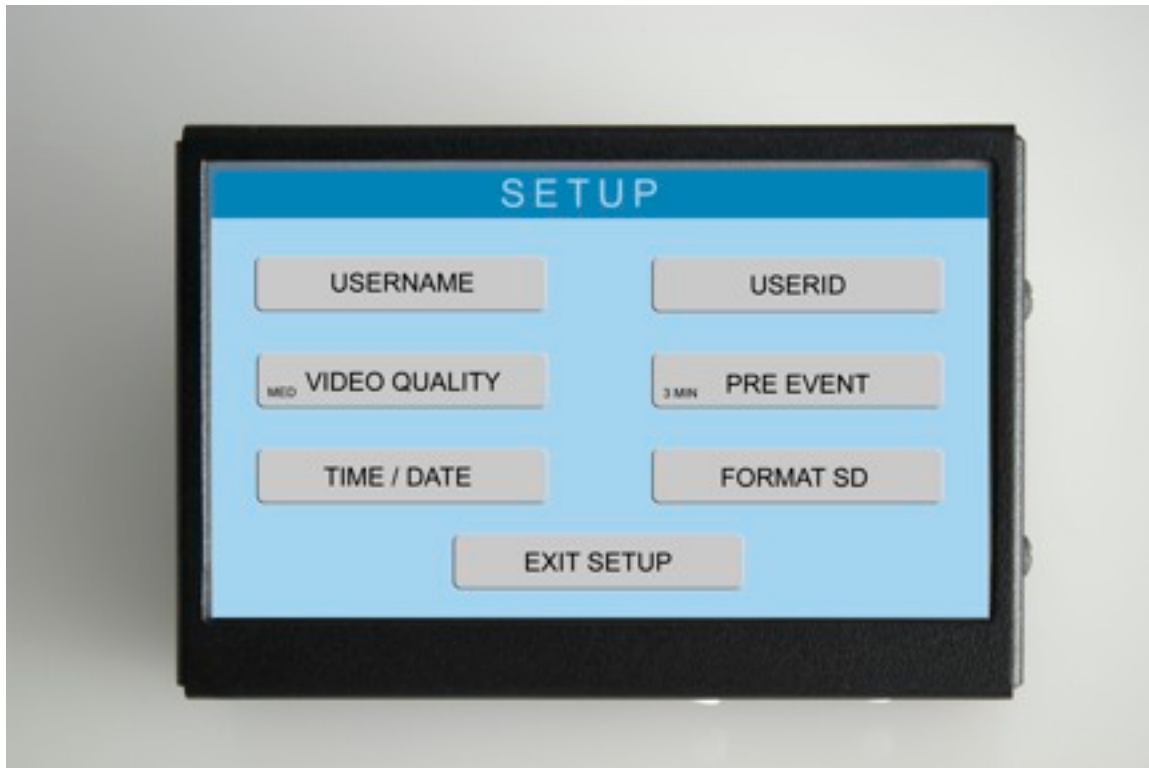 SETUP
USERNAME
USERID
MED VIDEO QUALITY
3 MIN PRE EVENT
TIME / DATE
FORMAT SD
EXIT SETUP